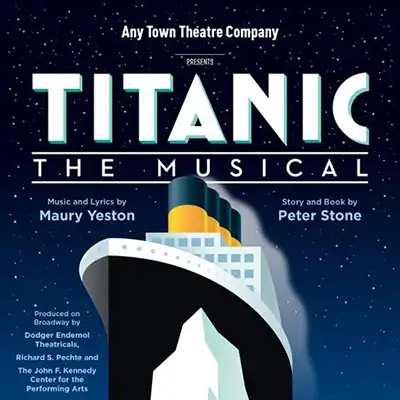 Any Town Theatre Company
PRESENTS
TITANIC
THE MUSICAL
Music and Lyrics by
Maury Yeston
Story and Book by
Peter Stone
Produced on
Broadway by
Dodger Endemol
Theatricals,
Richard S. Pechte and
The John F. Kennedy
Center for the
Performing Arts